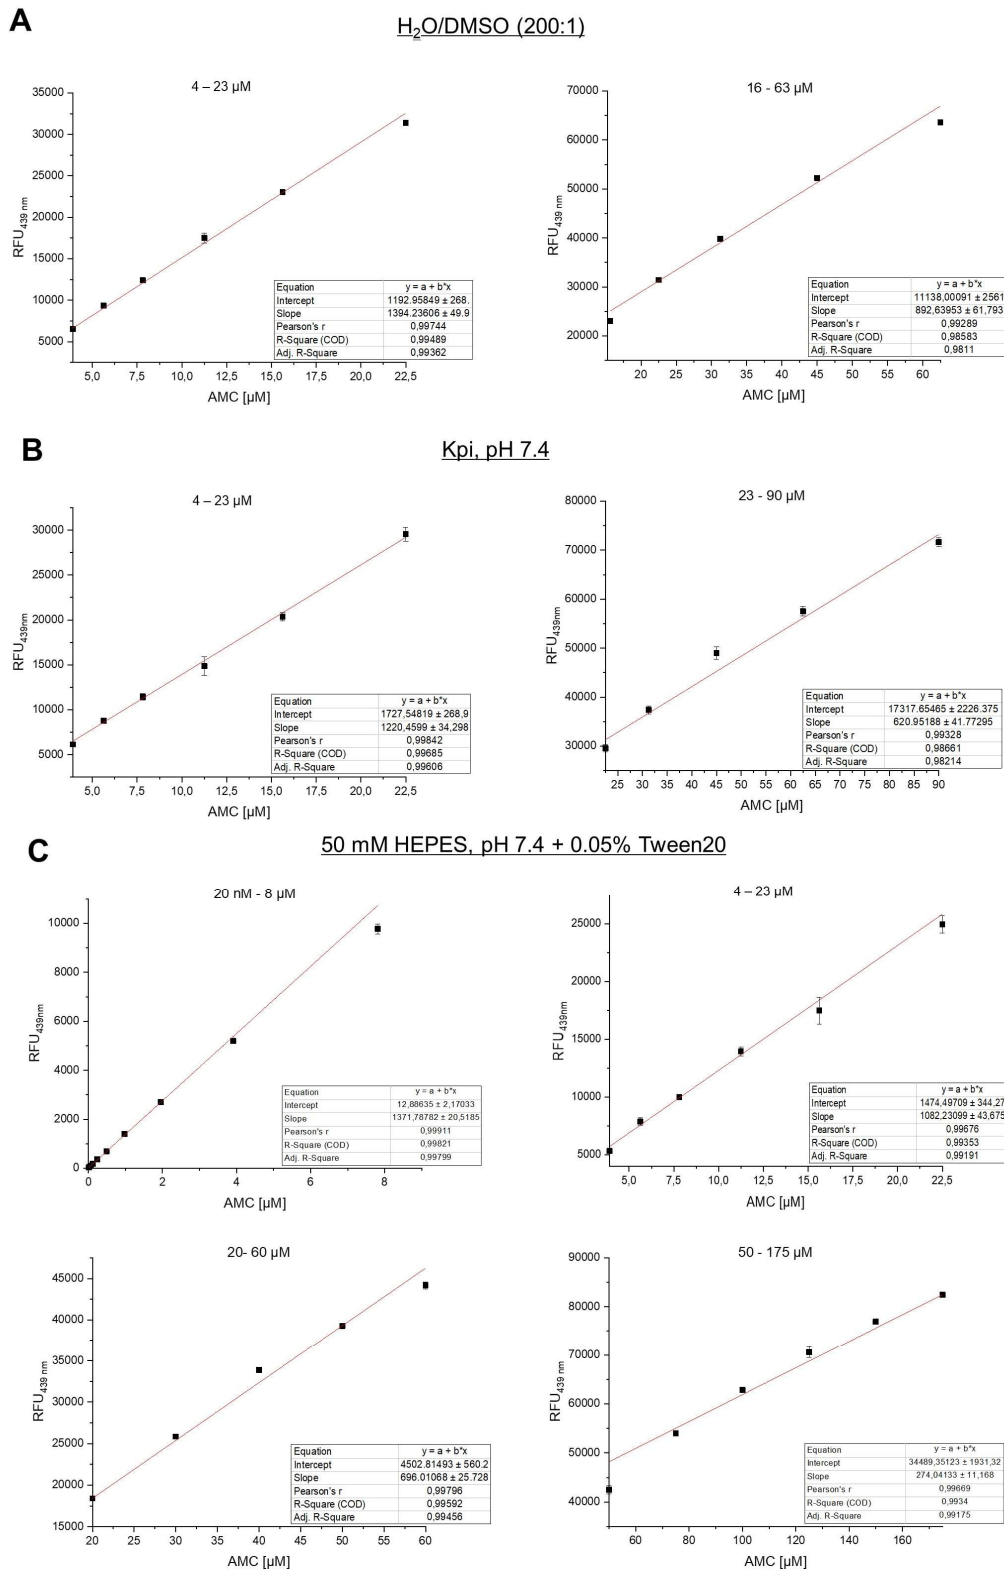 A
H₂O/DMSO (200:1)
4 – 23 µM
35000
30000
25000
20000
15000
10000
5000
RFU439 nm
5,0 7,5 10,0 12,5 15,0 17,5 20,0 22,5
AMC [µM]
Equation y = a + b*x
Intercept 1192.95849 ± 268.
Slope 1394.23606 ± 49.9
Pearson's r 0,99744
R-Square (COD) 0,99489
Adj. R-Square 0,99362
16 - 63 µM
70000
60000
50000
40000
30000
20000
RFU439 nm
20 25 30 35 40 45 50 55 60
AMC [µM]
Equation y = a + b*x
Intercept 11138,00091 ± 2561
Slope 892,63953 ± 61,793
Pearson's r 0,99289
R-Square (COD) 0,98583
Adj. R-Square 0,9811
B
Kpi, pH 7.4
4 – 23 µM
30000
25000
20000
15000
10000
5000
RFU439nm
5,0 7,5 10,0 12,5 15,0 17,5 20,0 22,5
AMC [µM]
Equation y = a + b*x
Intercept 1727,54819 ± 268,9
Slope 1220,4599 ± 34,298
Pearson's r 0,99842
R-Square (COD) 0,99685
Adj. R-Square 0,99606
23 - 90 µM
80000
70000
60000
50000
40000
30000
RFU439nm
25 30 35 40 45 50 55 60 65 70 75 80 85 90
AMC [µM]
Equation y = a + b*x
Intercept 17317.65465 ± 2226.375
Slope 620.95188 ± 41.77295
Pearson's r 0,99328
R-Square (COD) 0,98661
Adj. R-Square 0,98214
C
50 mM HEPES, pH 7.4 + 0.05% Tween20
20 nM - 8 µM
10000
8000
6000
4000
2000
0
RFU439nm
0 2 4 6 8
AMC [µM]
Equation y = a + b*x
Intercept 12,88635 ± 2,17033
Slope 1371,78782 ± 20,5185
Pearson's r 0,99911
R-Square (COD) 0,99821
Adj. R-Square 0,99799
4 – 23 µM
25000
20000
15000
10000
5000
RFU439nm
5,0 7,5 10,0 12,5 15,0 17,5 20,0 22,5
AMC [µM]
Equation y = a + b*x
Intercept 1474,49709 ± 344,27
Slope 1082,23099 ± 43,675
Pearson's r 0,99676
R-Square (COD) 0,99353
Adj. R-Square 0,99191
20- 60 µM
45000
40000
35000
30000
25000
20000
15000
RFU439 nm
20 30 40 50 60
AMC [µM]
Equation y = a + b*x
Intercept 4502.81493 ± 560.2
Slope 696.01068 ± 25.728
Pearson's r 0,99796
R-Square (COD) 0,99592
Adj. R-Square 0,99456
50 - 175 µM
90000
80000
70000
60000
50000
40000
RFU439 nm
60 80 100 120 140 160
AMC [µM]
Equation y = a + b*x
Intercept 34489,35123 ± 1931,32
Slope 274,04133 ± 11,168
Pearson's r 0,99669
R-Square (COD) 0,9934
Adj. R-Square 0,99175